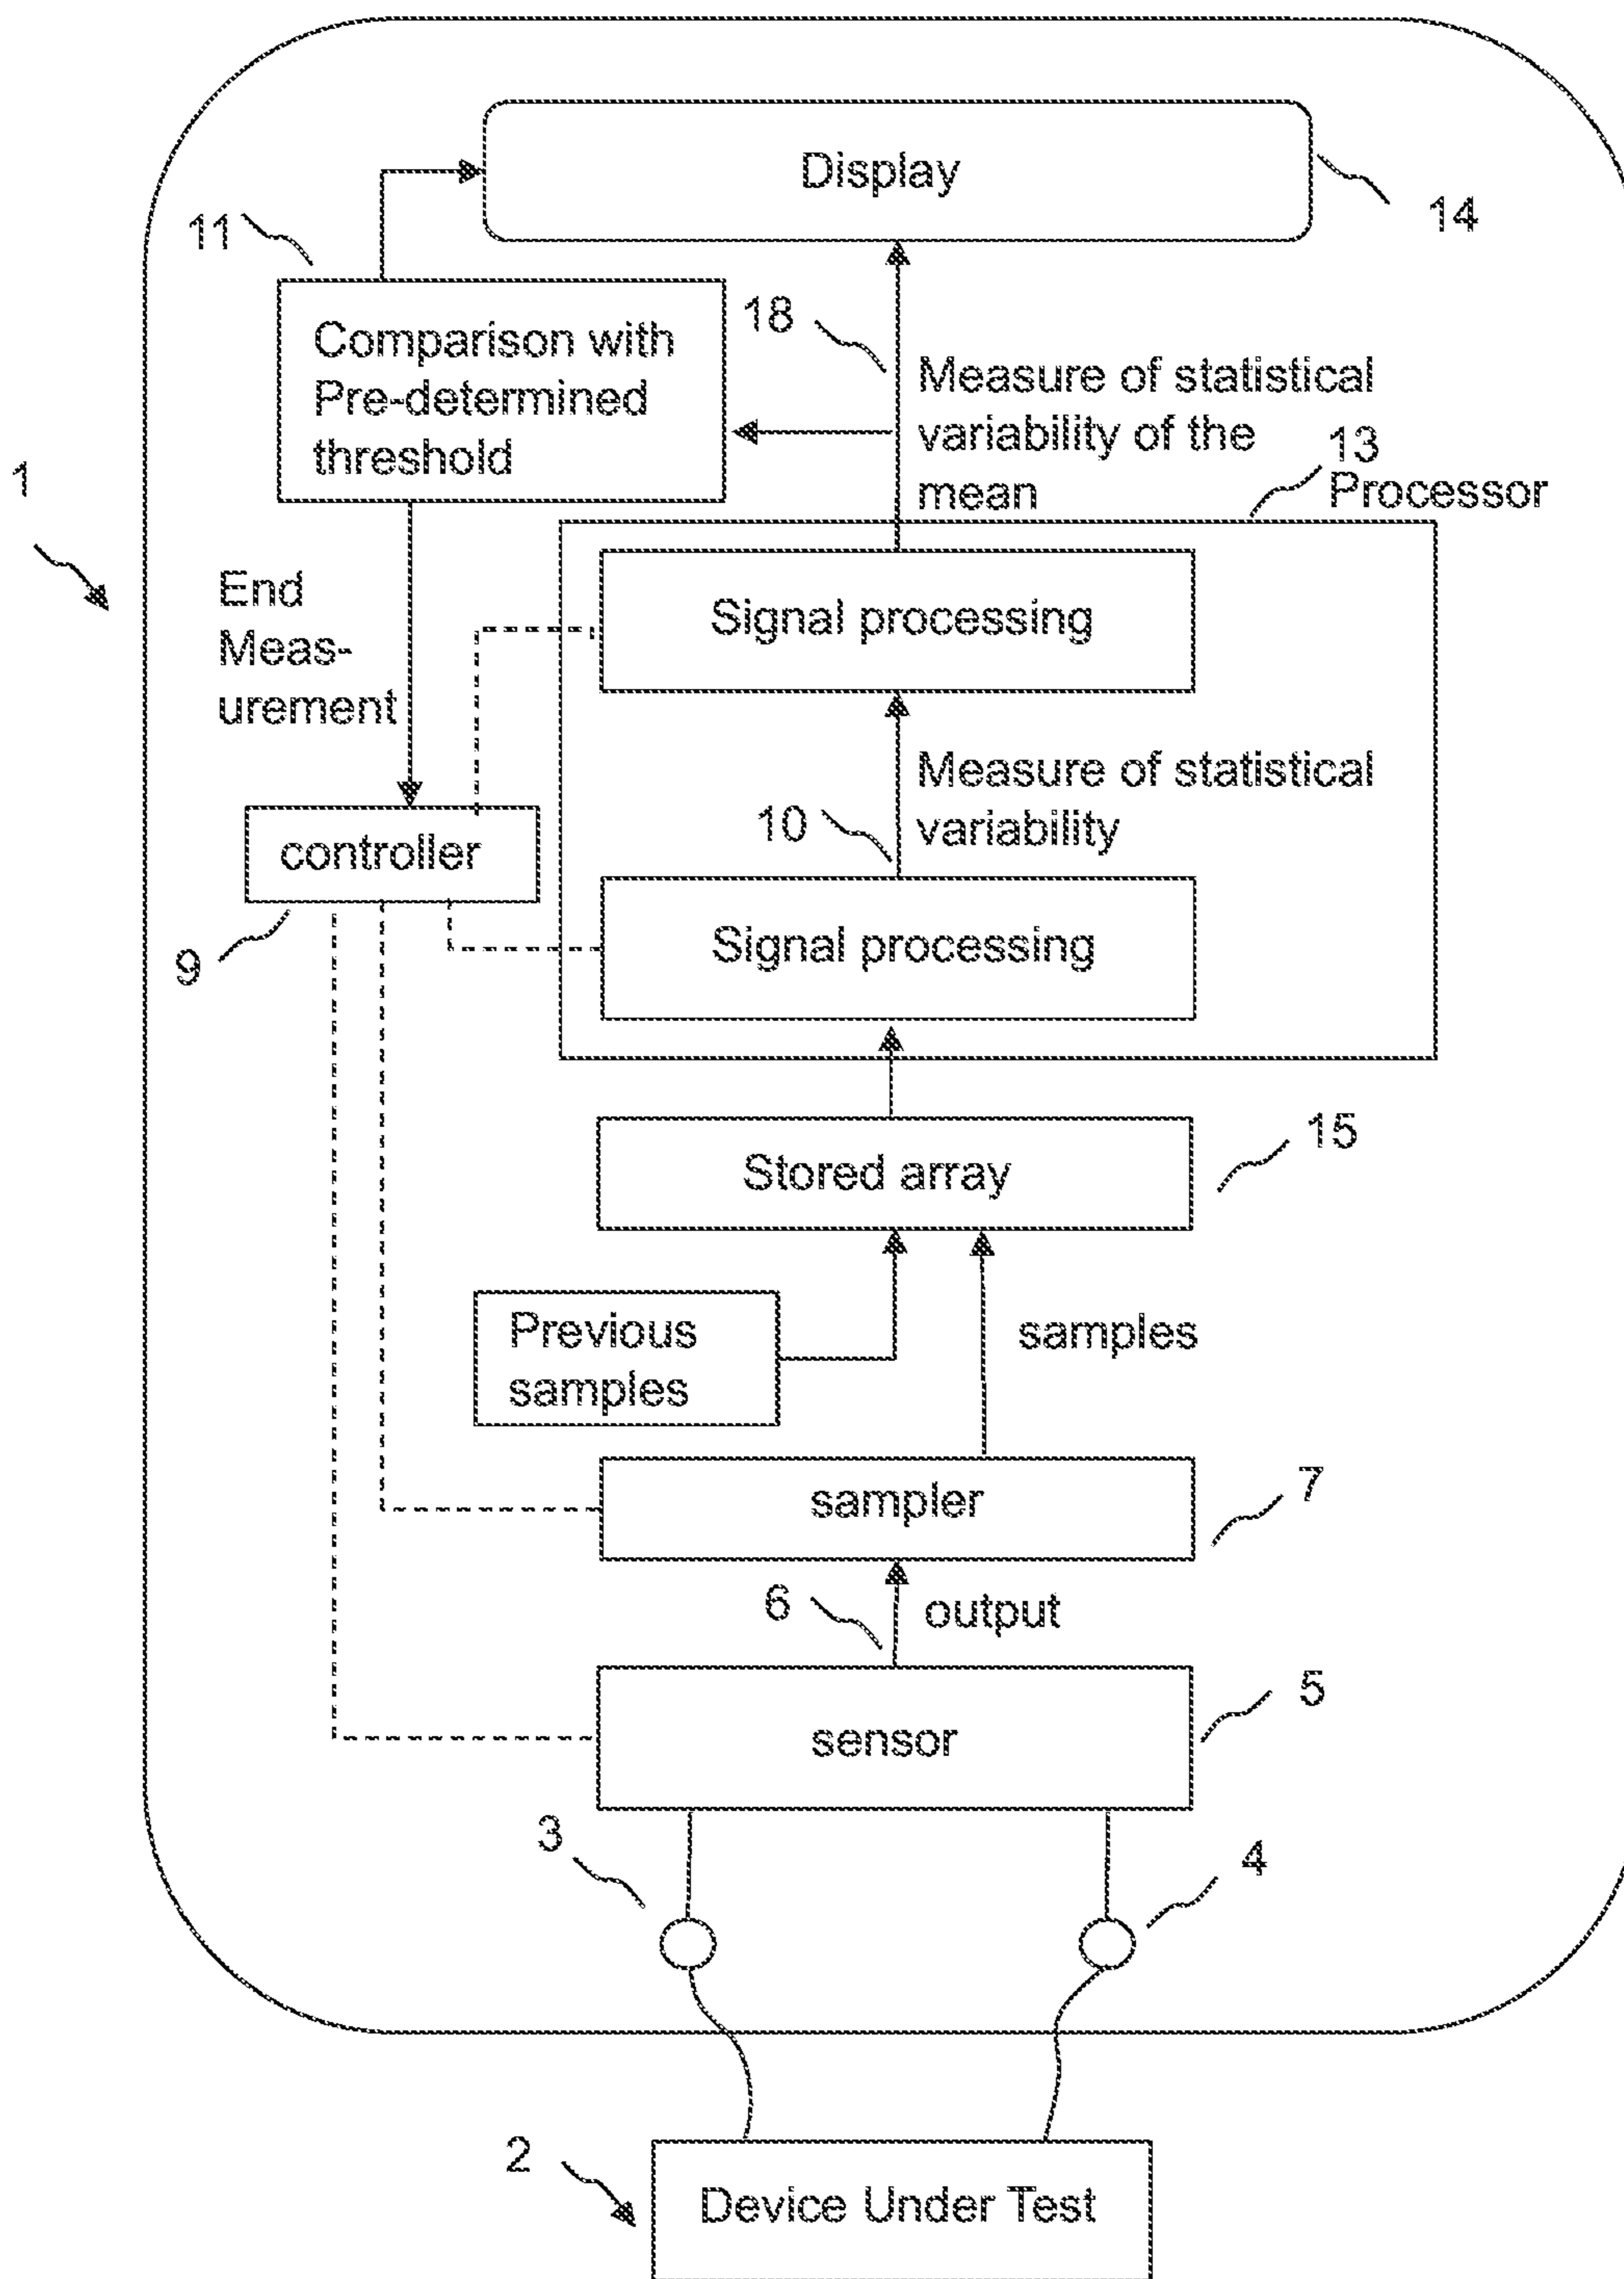 Display
14
11
18
Comparison with
Pre-determined
threshold
Measure of statistical
variability of the
mean
13
Processor
1
End
Meas-
urement
Signal processing
Measure of statistical
variability
10
controller
9
Signal processing
15
Stored array
Previous
samples
samples
7
sampler
6
output
5
sensor
3
4
2
Device Under Test